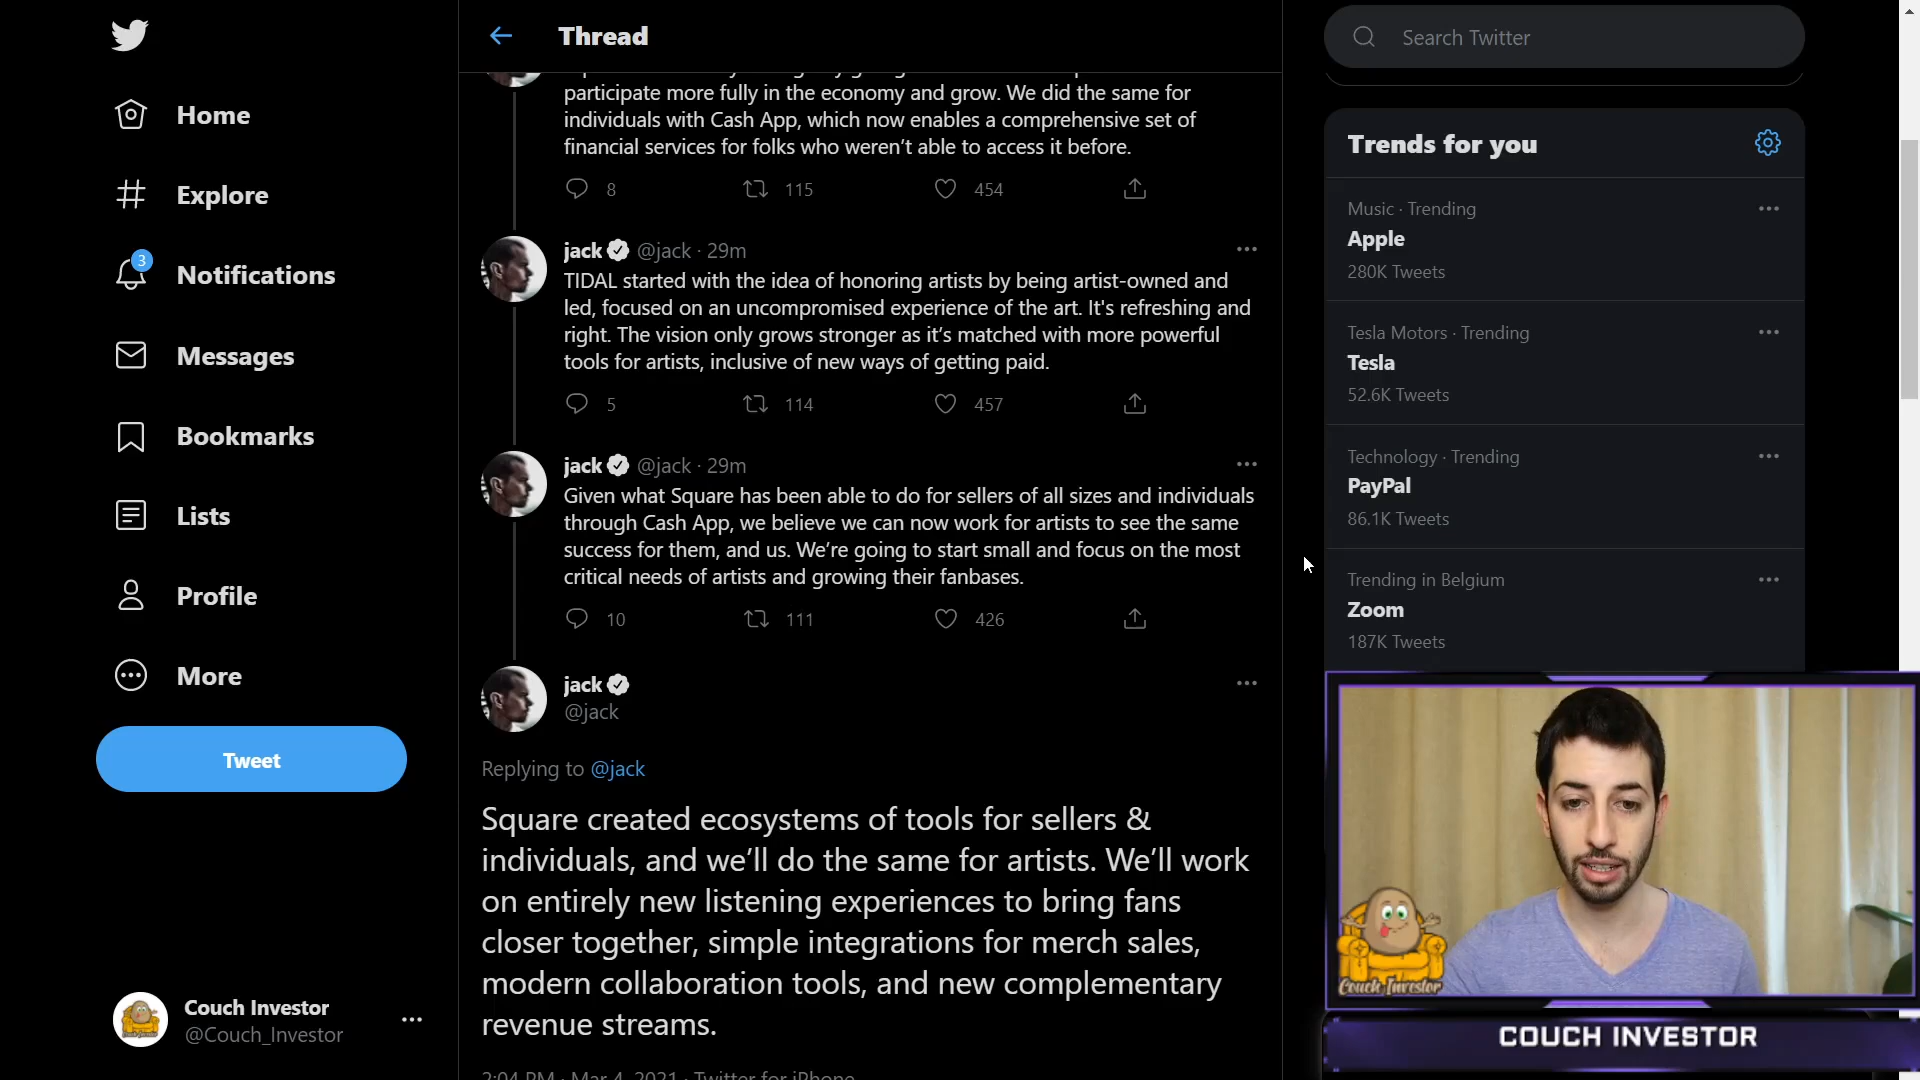 Home
Explore
3
Notifications
Messages
Bookmarks
Lists
Profile
More
Tweet
Couch Investor
@Couch_Investor
Thread
participate more fully in the economy and grow. We did the same for
individuals with Cash App, which now enables a comprehensive set of
financial services for folks who weren’t able to access it before.
8 115 454
jack @jack · 29m
TIDAL started with the idea of honoring artists by being artist-owned and
led, focused on an uncompromised experience of the art. It's refreshing and
right. The vision only grows stronger as it’s matched with more powerful
tools for artists, inclusive of new ways of getting paid.
5 114 457
jack @jack · 29m
Given what Square has been able to do for sellers of all sizes and individuals
through Cash App, we believe we can now work for artists to see the same
success for them, and us. We’re going to start small and focus on the most
critical needs of artists and growing their fanbases.
10 111 426
jack
@jack
Replying to @jack
Square created ecosystems of tools for sellers &
individuals, and we’ll do the same for artists. We’ll work
on entirely new listening experiences to bring fans
closer together, simple integrations for merch sales,
modern collaboration tools, and new complementary
revenue streams.
2:04 PM · Mar 4, 2021 · Twitter for iPhone
Search Twitter
Trends for you
Music · Trending
Apple
280K Tweets
Tesla Motors · Trending
Tesla
52.6K Tweets
Technology · Trending
PayPal
86.1K Tweets
Trending in Belgium
Zoom
187K Tweets
Couch Investor
COUCH INVESTOR